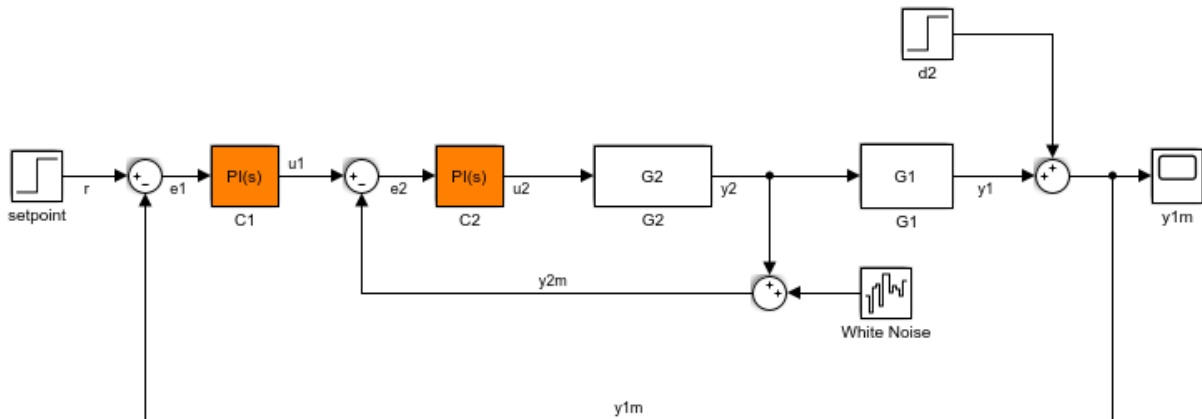 d2
setpoint
r
e1
PI(s)
C1
u1
e2
PI(s)
C2
u2
G2
G2
y2
G1
G1
y1
y1m
y2m
White Noise
y1m